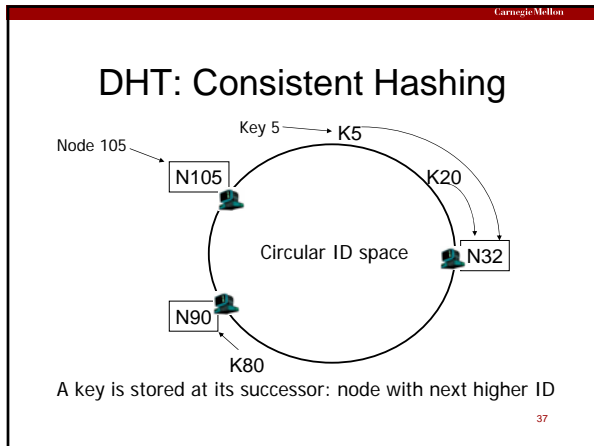 Carnegie Mellon
DHT: Consistent Hashing
Key 5
K5
Node 105
N105
K20
Circular ID space
N32
N90
K80
A key is stored at its successor: node with next higher ID
37